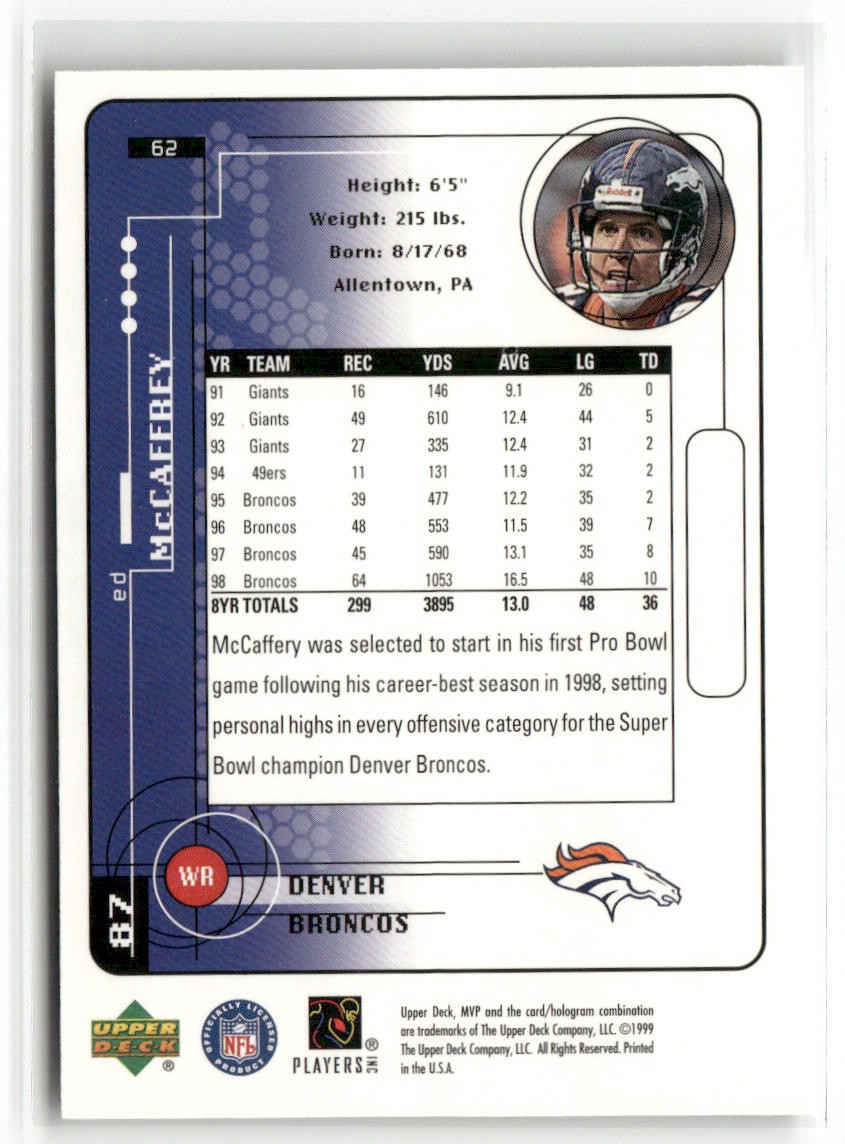 62
Height: 6'5"
Weight: 215 lbs.
Born: 8/17/68
Allentown, PA
Riddell
ed
McCAFFREY
YR TEAM REC YDS AVG LG TD
91 Giants 16 146 9.1 26 0
92 Giants 49 610 12.4 44 5
93 Giants 27 335 12.4 31 2
94 49ers 11 131 11.9 32 2
95 Broncos 39 477 12.2 35 2
96 Broncos 48 553 11.5 39 7
97 Broncos 45 590 13.1 35 8
98 Broncos 64 1053 16.5 48 10
8YR TOTALS 299 3895 13.0 48 36
McCaffery was selected to start in his first Pro Bowl
game following his career-best season in 1998, setting
personal highs in every offensive category for the Super
Bowl champion Denver Broncos.
WR
87
DENVER
BRONCOS
UPPER
D·E·C·K
®
OFFICIALLY LICENSED
NFL
PRODUCT
PLAYERS INC ®
Upper Deck, MVP and the card/hologram combination
are trademarks of The Upper Deck Company, LLC. ©1999
The Upper Deck Company, LLC. All Rights Reserved. Printed
in the U.S.A.